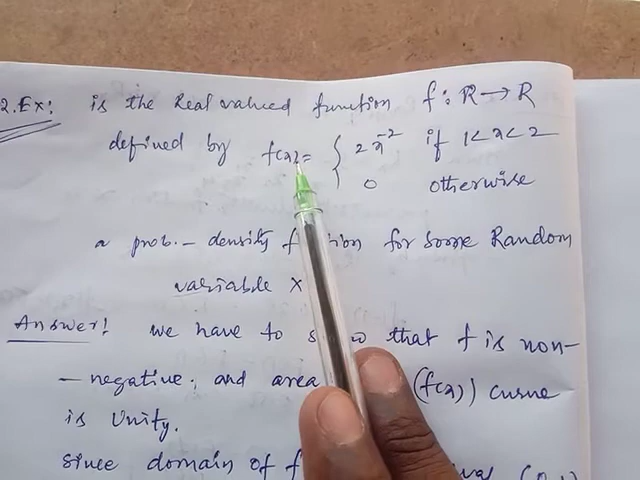 2.Ex: is the Real valued function f: R→R
defined by f(x)= { 2x⁻² if 1<x<2
0 otherwise
a prob. - density for some Random
variable X
Answer! we have to that f is non-
- negative, and area (f(x)) curve
is Unity.
Since domain of f